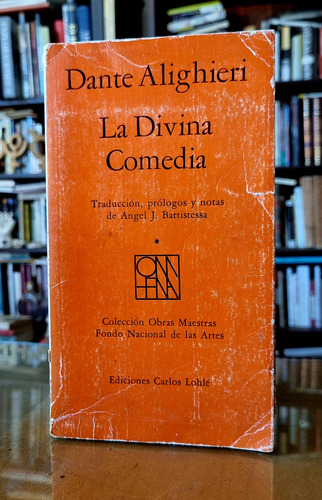 Dante Alighieri
La Divina
Comedia
Traducción, prólogos y notas
de Angel J. Battistessa
Colección Obras Maestras
Fondo Nacional de las Artes
Ediciones Carlos Lohlé